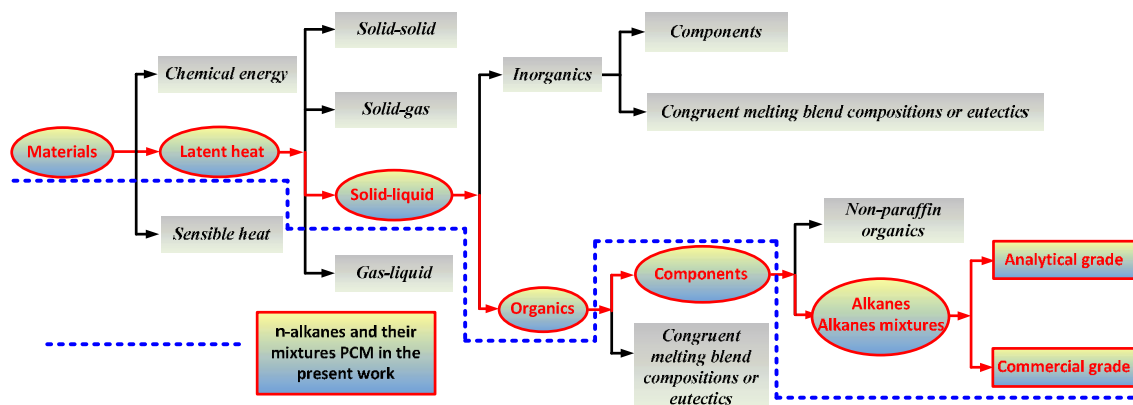 Solid-solid
Components
Chemical energy
Inorganics
Solid-gas
Congruent melting blend compositions or eutectics
Materials
Latent heat
Solid-liquid
Non-paraffin
organics
Sensible heat
Gas-liquid
Components
Analytical grade
Organics
Alkanes
Alkanes mixtures
n-alkanes and their
mixtures PCM in the
present work
Congruent
melting blend
compositions or
eutectics
Commercial grade